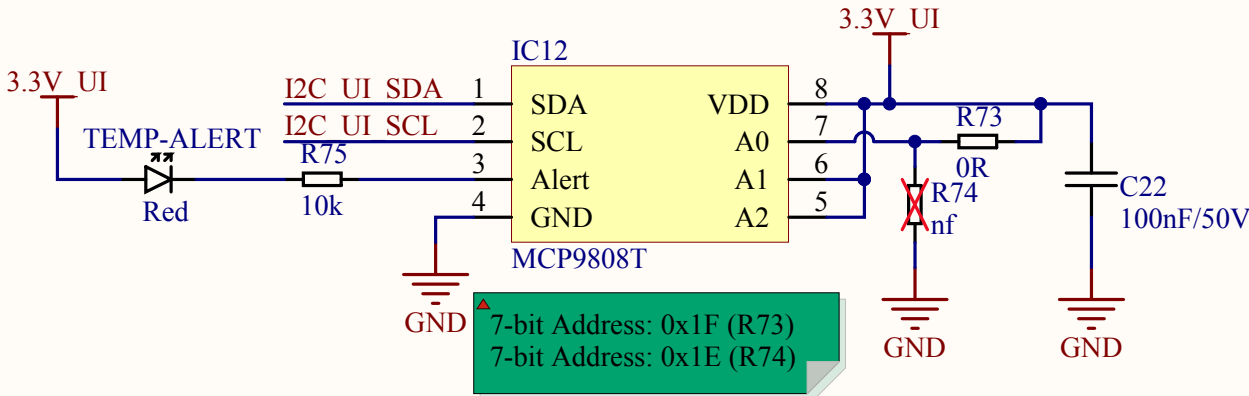 3.3V_UI
IC12
3.3V_UI
I2C_UI_SDA
1
SDA
VDD
8
TEMP-ALERT
I2C_UI_SCL
2
SCL
A0
7
R73
0R
R75
10k
3
Alert
A1
6
R74
nf
Red
4
GND
A2
5
C22
100nF/50V
MCP9808T
GND
7-bit Address: 0x1F (R73)
7-bit Address: 0x1E (R74)
GND
GND